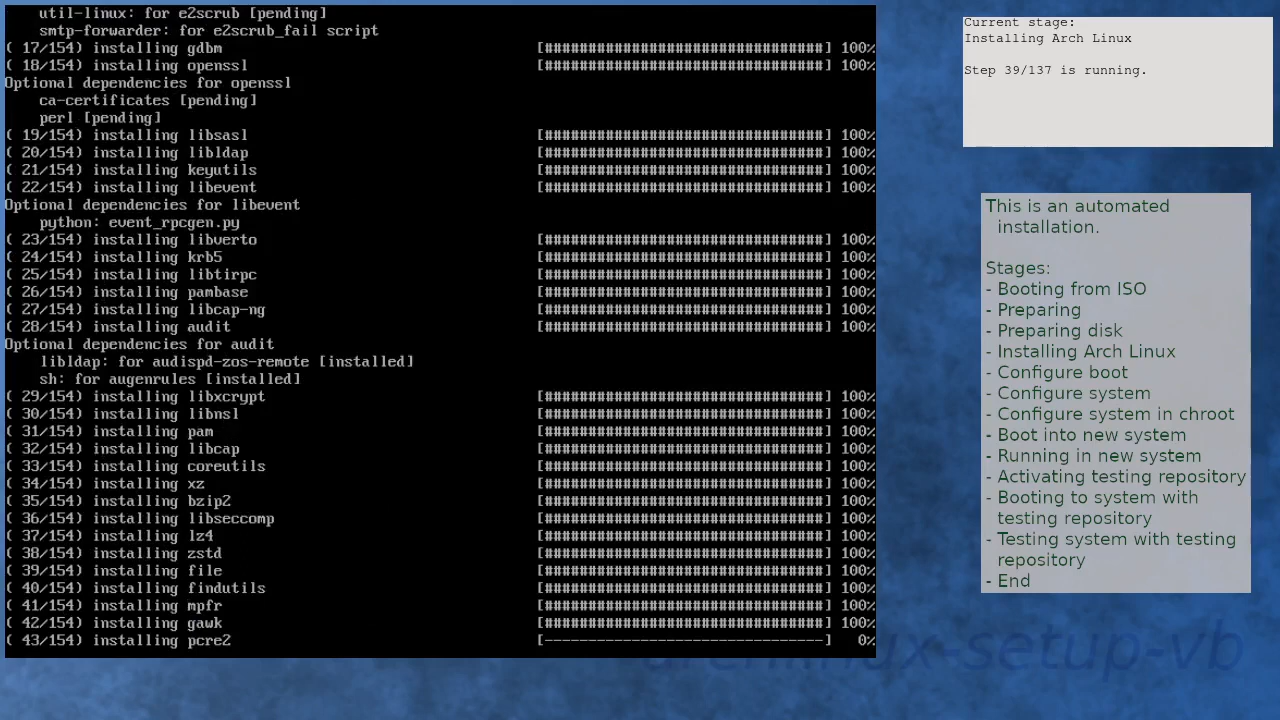 util-linux: for e2scrub [pending]
smtp-forwarder: for e2scrub_fail script
( 17/154) installing gdbm [################################] 100%
( 18/154) installing openssl [################################] 100%
Optional dependencies for openssl
ca-certificates [pending]
perl [pending]
( 19/154) installing libsasl [################################] 100%
( 20/154) installing libldap [################################] 100%
( 21/154) installing keyutils [################################] 100%
( 22/154) installing libevent [################################] 100%
Optional dependencies for libevent
python: event_rpcgen.py
( 23/154) installing libverto [################################] 100%
( 24/154) installing krb5 [################################] 100%
( 25/154) installing libtirpc [################################] 100%
( 26/154) installing pambase [################################] 100%
( 27/154) installing libcap-ng [################################] 100%
( 28/154) installing audit [################################] 100%
Optional dependencies for audit
libldap: for audispd-zos-remote [installed]
sh: for augenrules [installed]
( 29/154) installing libxcrypt [################################] 100%
( 30/154) installing libnsl [################################] 100%
( 31/154) installing pam [################################] 100%
( 32/154) installing libcap [################################] 100%
( 33/154) installing coreutils [################################] 100%
( 34/154) installing xz [################################] 100%
( 35/154) installing bzip2 [################################] 100%
( 36/154) installing libseccomp [################################] 100%
( 37/154) installing lz4 [################################] 100%
( 38/154) installing zstd [################################] 100%
( 39/154) installing file [################################] 100%
( 40/154) installing findutils [################################] 100%
( 41/154) installing mpfr [################################] 100%
( 42/154) installing gawk [################################] 100%
( 43/154) installing pcre2 [--------------------------------] 0%
Current stage:
Installing Arch Linux
Step 39/137 is running.
This is an automated
installation.
Stages:
- Booting from ISO
- Preparing
- Preparing disk
- Installing Arch Linux
- Configure boot
- Configure system
- Configure system in chroot
- Boot into new system
- Running in new system
- Activating testing repository
- Booting to system with
testing repository
- Testing system with testing
repository
- End
archlinux-setup-vb